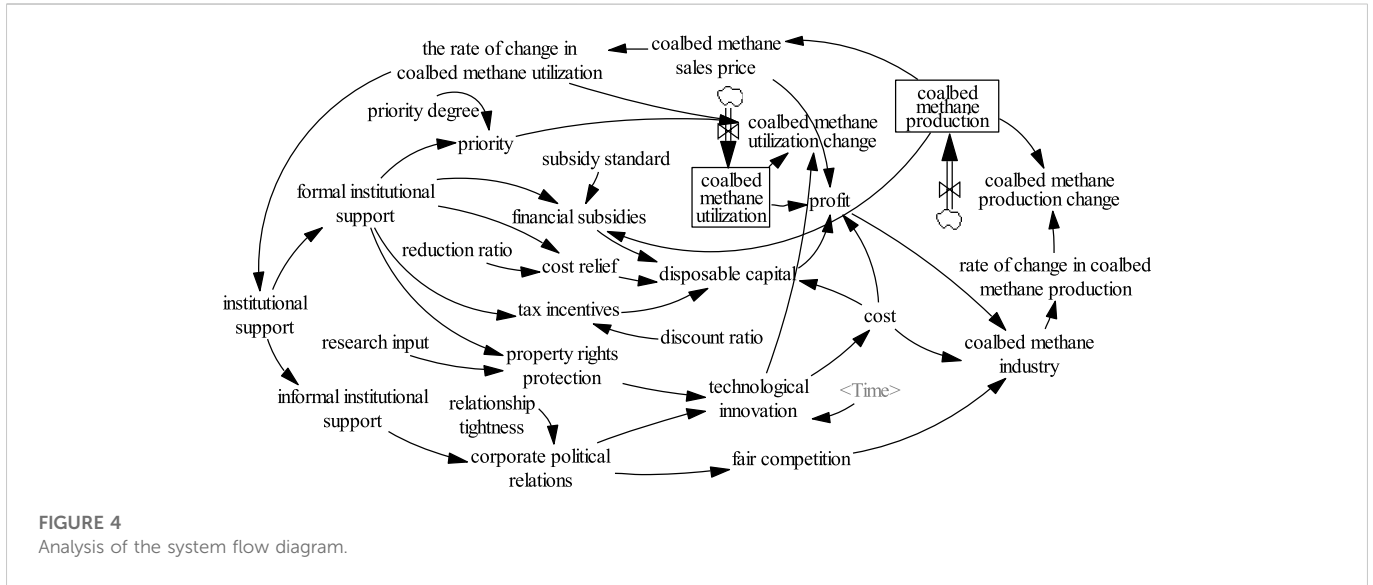 the rate of change in
coalbed methane utilization
coalbed methane
sales price
priority degree
priority
coalbed methane
utilization change
coalbed
methane
production
subsidy standard
coalbed
methane
utilization
profit
coalbed methane
production change
formal institutional
support
financial subsidies
reduction ratio
cost relief
disposable capital
rate of change in coalbed
methane production
institutional
support
tax incentives
cost
research input
discount ratio
coalbed methane
industry
property rights
protection
technological
innovation
<Time>
informal institutional
support
relationship
tightness
corporate political
relations
fair competition
FIGURE 4
Analysis of the system flow diagram.